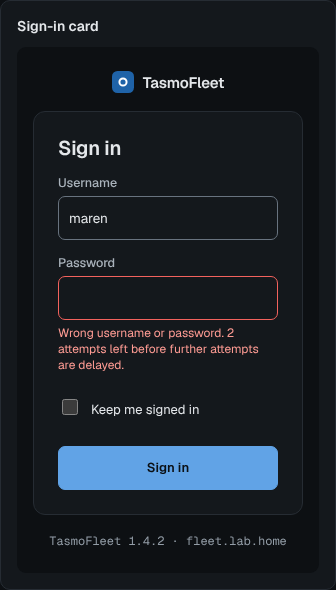 Sign-in card
TasmoFleet
Sign in
Username
maren
Password
Wrong username or password. 2
attempts left before further attempts
are delayed.
Keep me signed in
Sign in
TasmoFleet 1.4.2 · fleet.lab.home